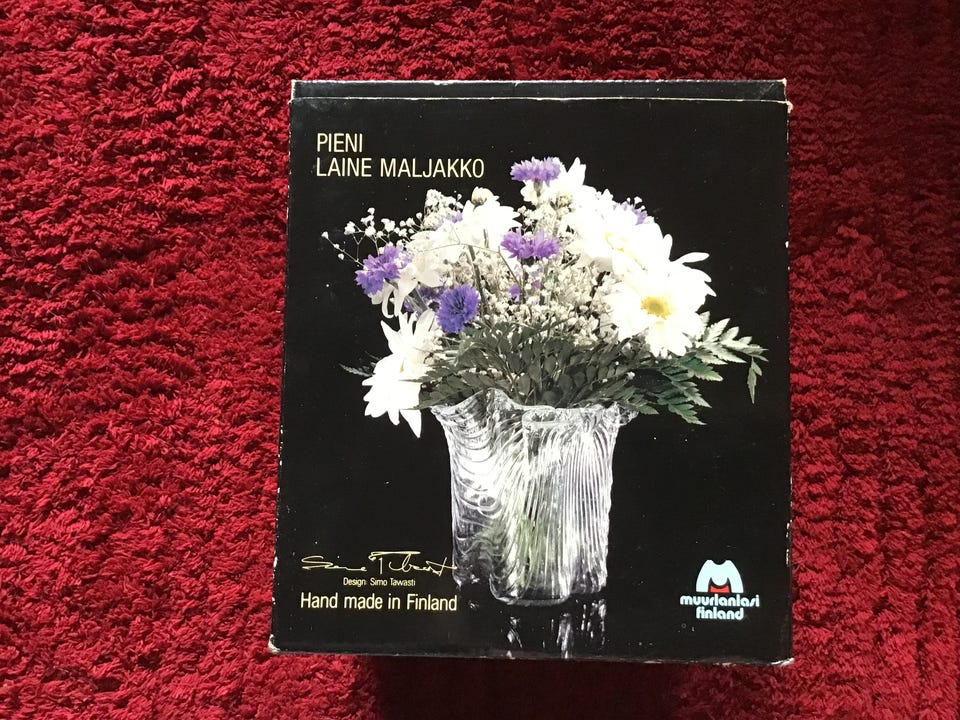 PIENI
LAINE MALJAKKO
Design: Simo Tawasti
Hand made in Finland
muurlanlasi
finland